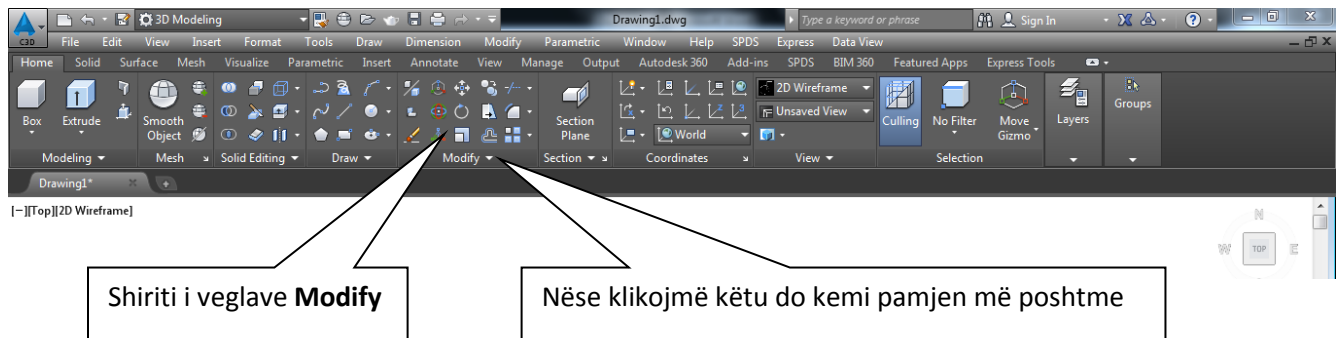 3D Modeling Drawing1.dwg Type a keyword or phrase Sign In
C3D File Edit View Insert Format Tools Draw Dimension Modify Parametric Window Help SPDS Express Data View
Home Solid Surface Mesh Visualize Parametric Insert Annotate View Manage Output Autodesk 360 Add-ins SPDS BIM 360 Featured Apps Express Tools
2D Wireframe
Box Extrude Smooth Object Section Plane Unsaved View Culling No Filter Move Gizmo Layers Groups
World
Modeling Mesh Solid Editing Draw Modify Section Coordinates View Selection
Drawing1*
[−][Top][2D Wireframe]
N
W TOP E
Shiriti i veglave Modify
Nëse klikojmë këtu do kemi pamjen më poshtme